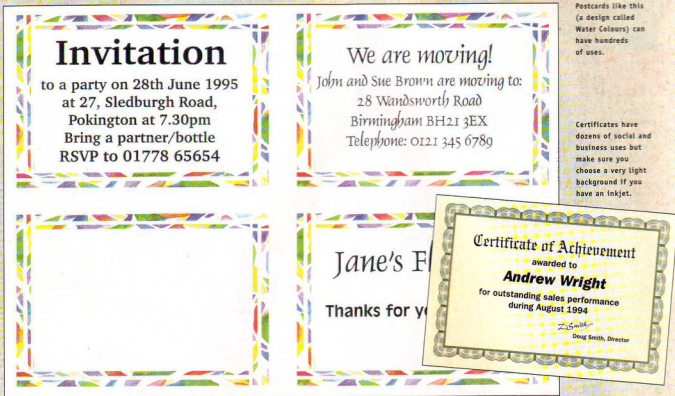 Invitation
to a party on 28th June 1995
at 27, Sledburgh Road,
Pokington at 7.30pm
Bring a partner/bottle
RSVP to 01778 65654
We are moving!
John and Sue Brown are moving to:
28 Wandsworth Road
Birmingham BH21 3EX
Telephone: 0121 345 6789
Jane's Fl
Thanks for yo
Certificate of Achievement
awarded to
Andrew Wright
for outstanding sales performance
during August 1994
Doug Smith, Director
Postcards like this
(a design called
Water Colours) can
have hundreds
of uses.
Certificates have
dozens of social and
business uses but
make sure you
choose a very light
background if you
have an inkjet.